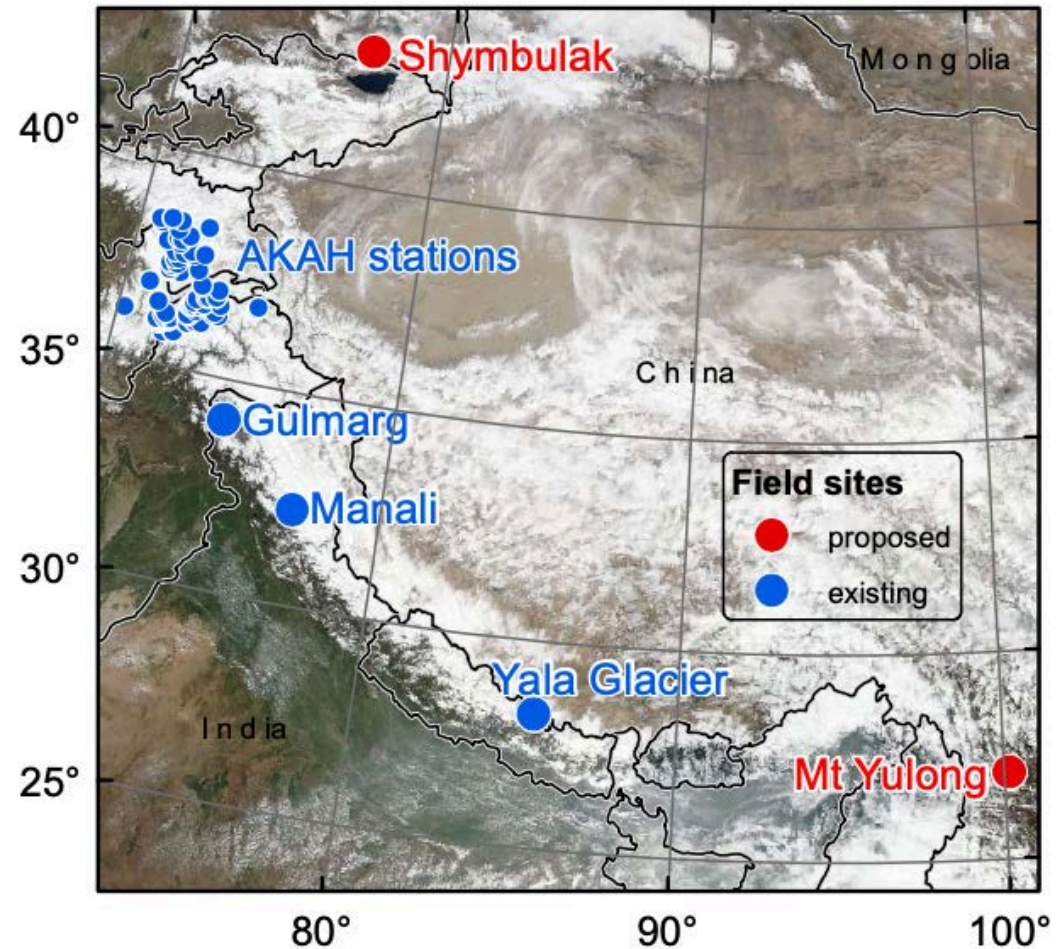 Shymbulak
Mongolia
40°
AKAH stations
35°
China
Gulmarg
Field sites
Manali
proposed
30°
existing
Yala Glacier
India
25°
Mt Yulong
80°
90°
100°